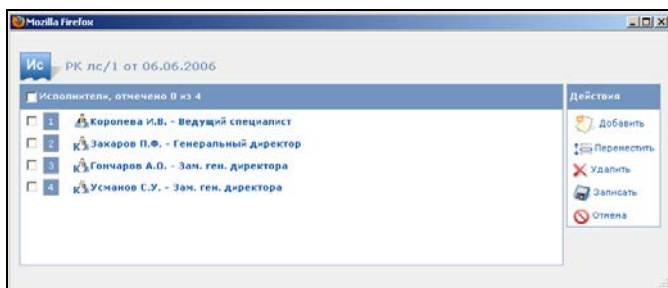 Mozilla Firefox
Ис РК лс/1 от 06.06.2006
Исполнители, отмечено 0 из 4
1 Королева И.В. - Ведущий специалист
2 К Захаров П.Ф. - Генеральный директор
3 К Гончаров А.О. - Зам. ген. директора
4 К Усманов С.У. - Зам. ген. директора
Действия
Добавить
Переместить
Удалить
Записать
Отмена